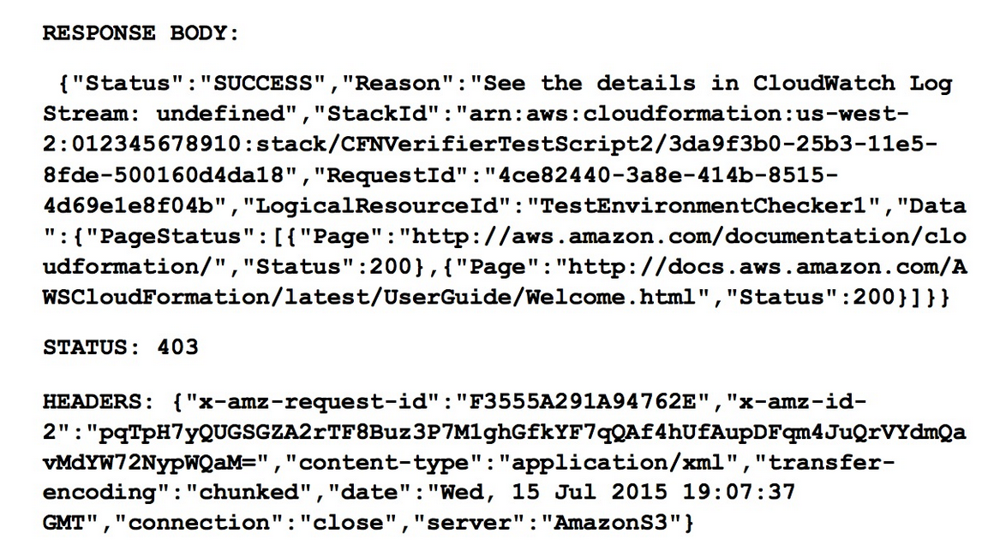 RESPONSE BODY:
{"Status":"SUCCESS","Reason":"See the details in CloudWatch Log
Stream: undefined","StackId":"arn:aws:cloudformation:us-west-
2:012345678910:stack/CFNVerifierTestScript2/3da9f3b0-25b3-11e5-
8fde-500160d4da18","RequestId":"4ce82440-3a8e-414b-8515-
4d69e1e8f04b","LogicalResourceId":"TestEnvironmentChecker1","Data
":{"PageStatus":[{"Page":"http://aws.amazon.com/documentation/clo
udformation/","Status":200},{"Page":"http://docs.aws.amazon.com/A
WSCloudFormation/latest/UserGuide/Welcome.html","Status":200}]}}
STATUS: 403
HEADERS: {"x-amz-request-id":"F3555A291A94762E","x-amz-id-
2":"pqTpH7yQUGSGZA2rTF8Buz3P7M1ghGfkYF7qQAf4hUfAupDFqm4JuQrVYdmQa
vMdYW72NypWQaM=","content-type":"application/xml","transfer-
encoding":"chunked","date":"Wed, 15 Jul 2015 19:07:37
GMT","connection":"close","server":"AmazonS3"}